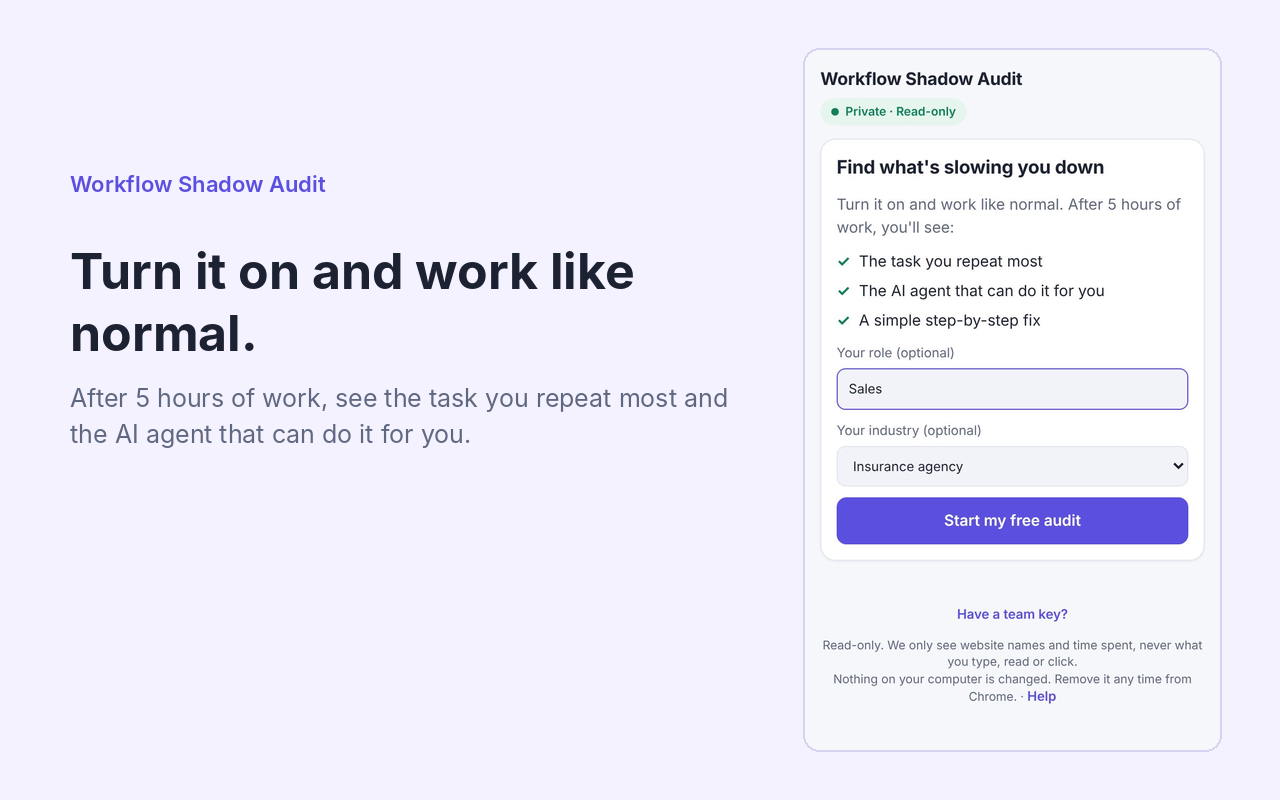 Workflow Shadow Audit
Turn it on and work like
normal.
After 5 hours of work, see the task you repeat most and
the AI agent that can do it for you.
Workflow Shadow Audit
Private · Read-only
Find what's slowing you down
Turn it on and work like normal. After 5 hours of
work, you'll see:
✓ The task you repeat most
✓ The AI agent that can do it for you
✓ A simple step-by-step fix
Your role (optional)
Sales
Your industry (optional)
Insurance agency
Start my free audit
Have a team key?
Read-only. We only see website names and time spent, never what
you type, read or click.
Nothing on your computer is changed. Remove it any time from
Chrome. · Help